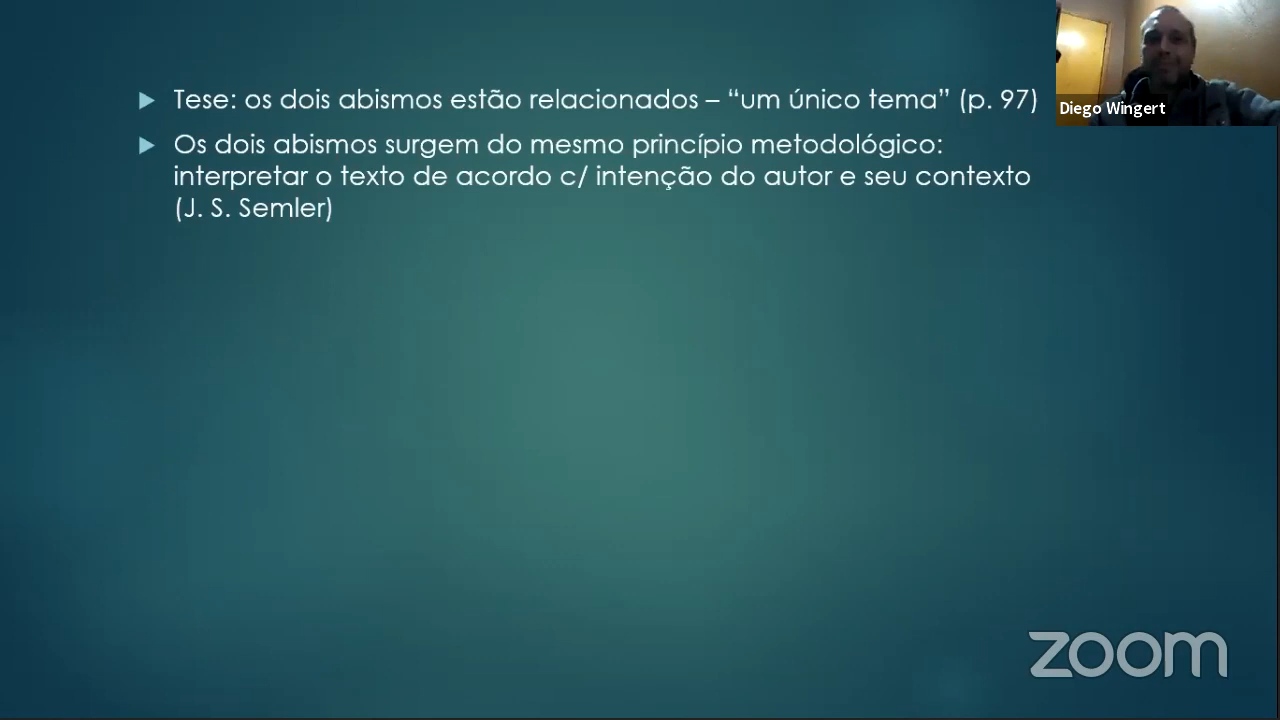 Tese: os dois abismos estão relacionados – “um único tema” (p. 97)
Os dois abismos surgem do mesmo princípio metodológico:
interpretar o texto de acordo c/ intenção do autor e seu contexto
(J. S. Semler)
Diego Wingert
zoom